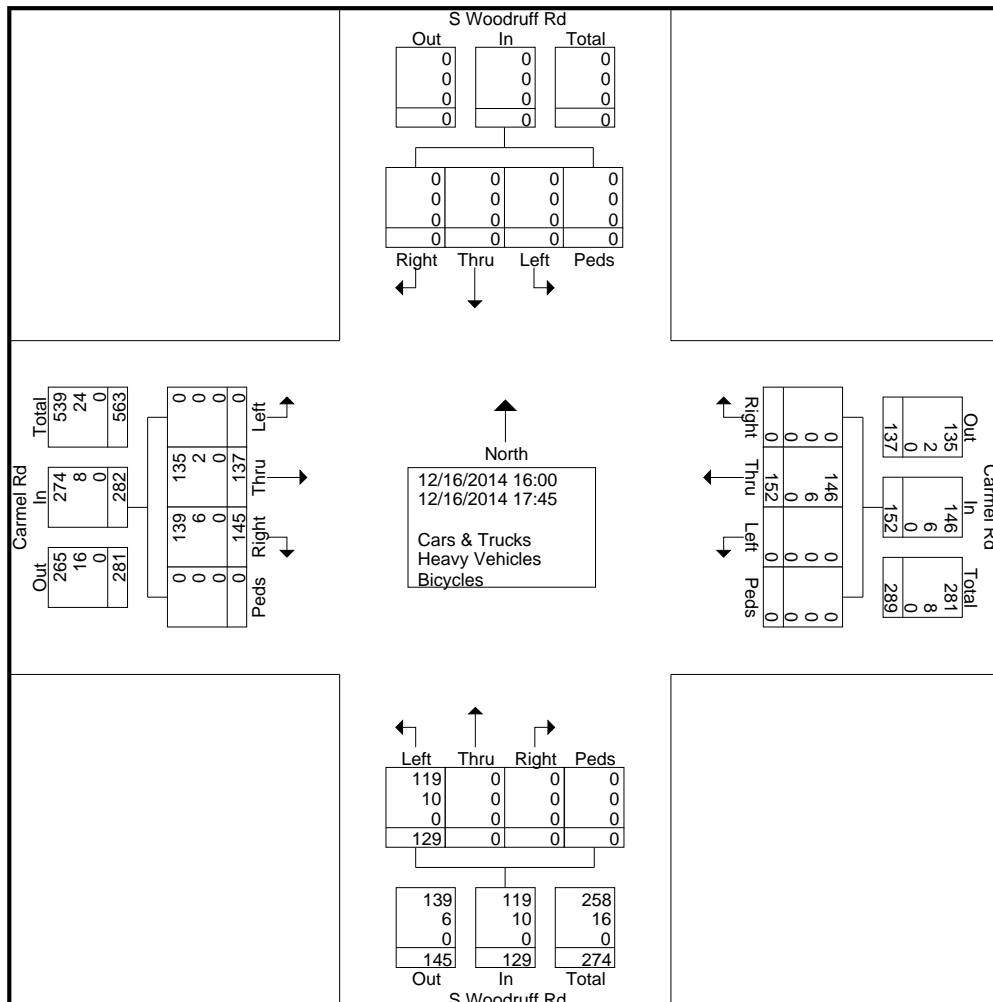 S Woodruff Rd
Out In Total
0 0 0
0 0 0
0 0 0
0 0 0
0 0 0 0
0 0 0 0
0 0 0 0
0 0 0 0
Right Thru Left Peds
Carmel Rd
Total In Out
539 274 265
24 8 16
0 0 0
563 282 281
0 135 139 0
0 2 6 0
0 0 0 0
0 137 145 0
Left Thru Right Peds
North
12/16/2014 16:00
12/16/2014 17:45
Cars & Trucks
Heavy Vehicles
Bicycles
Right Thru Left Peds
0 146 0 0
0 6 0 0
0 0 0 0
0 152 0 0
Carmel Rd
Out In Total
135 146 281
2 6 8
0 0 0
137 152 289
Left Thru Right Peds
119 0 0 0
10 0 0 0
0 0 0 0
129 0 0 0
139 119 258
6 10 16
0 0 0
145 129 274
Out In Total
S Woodruff Rd